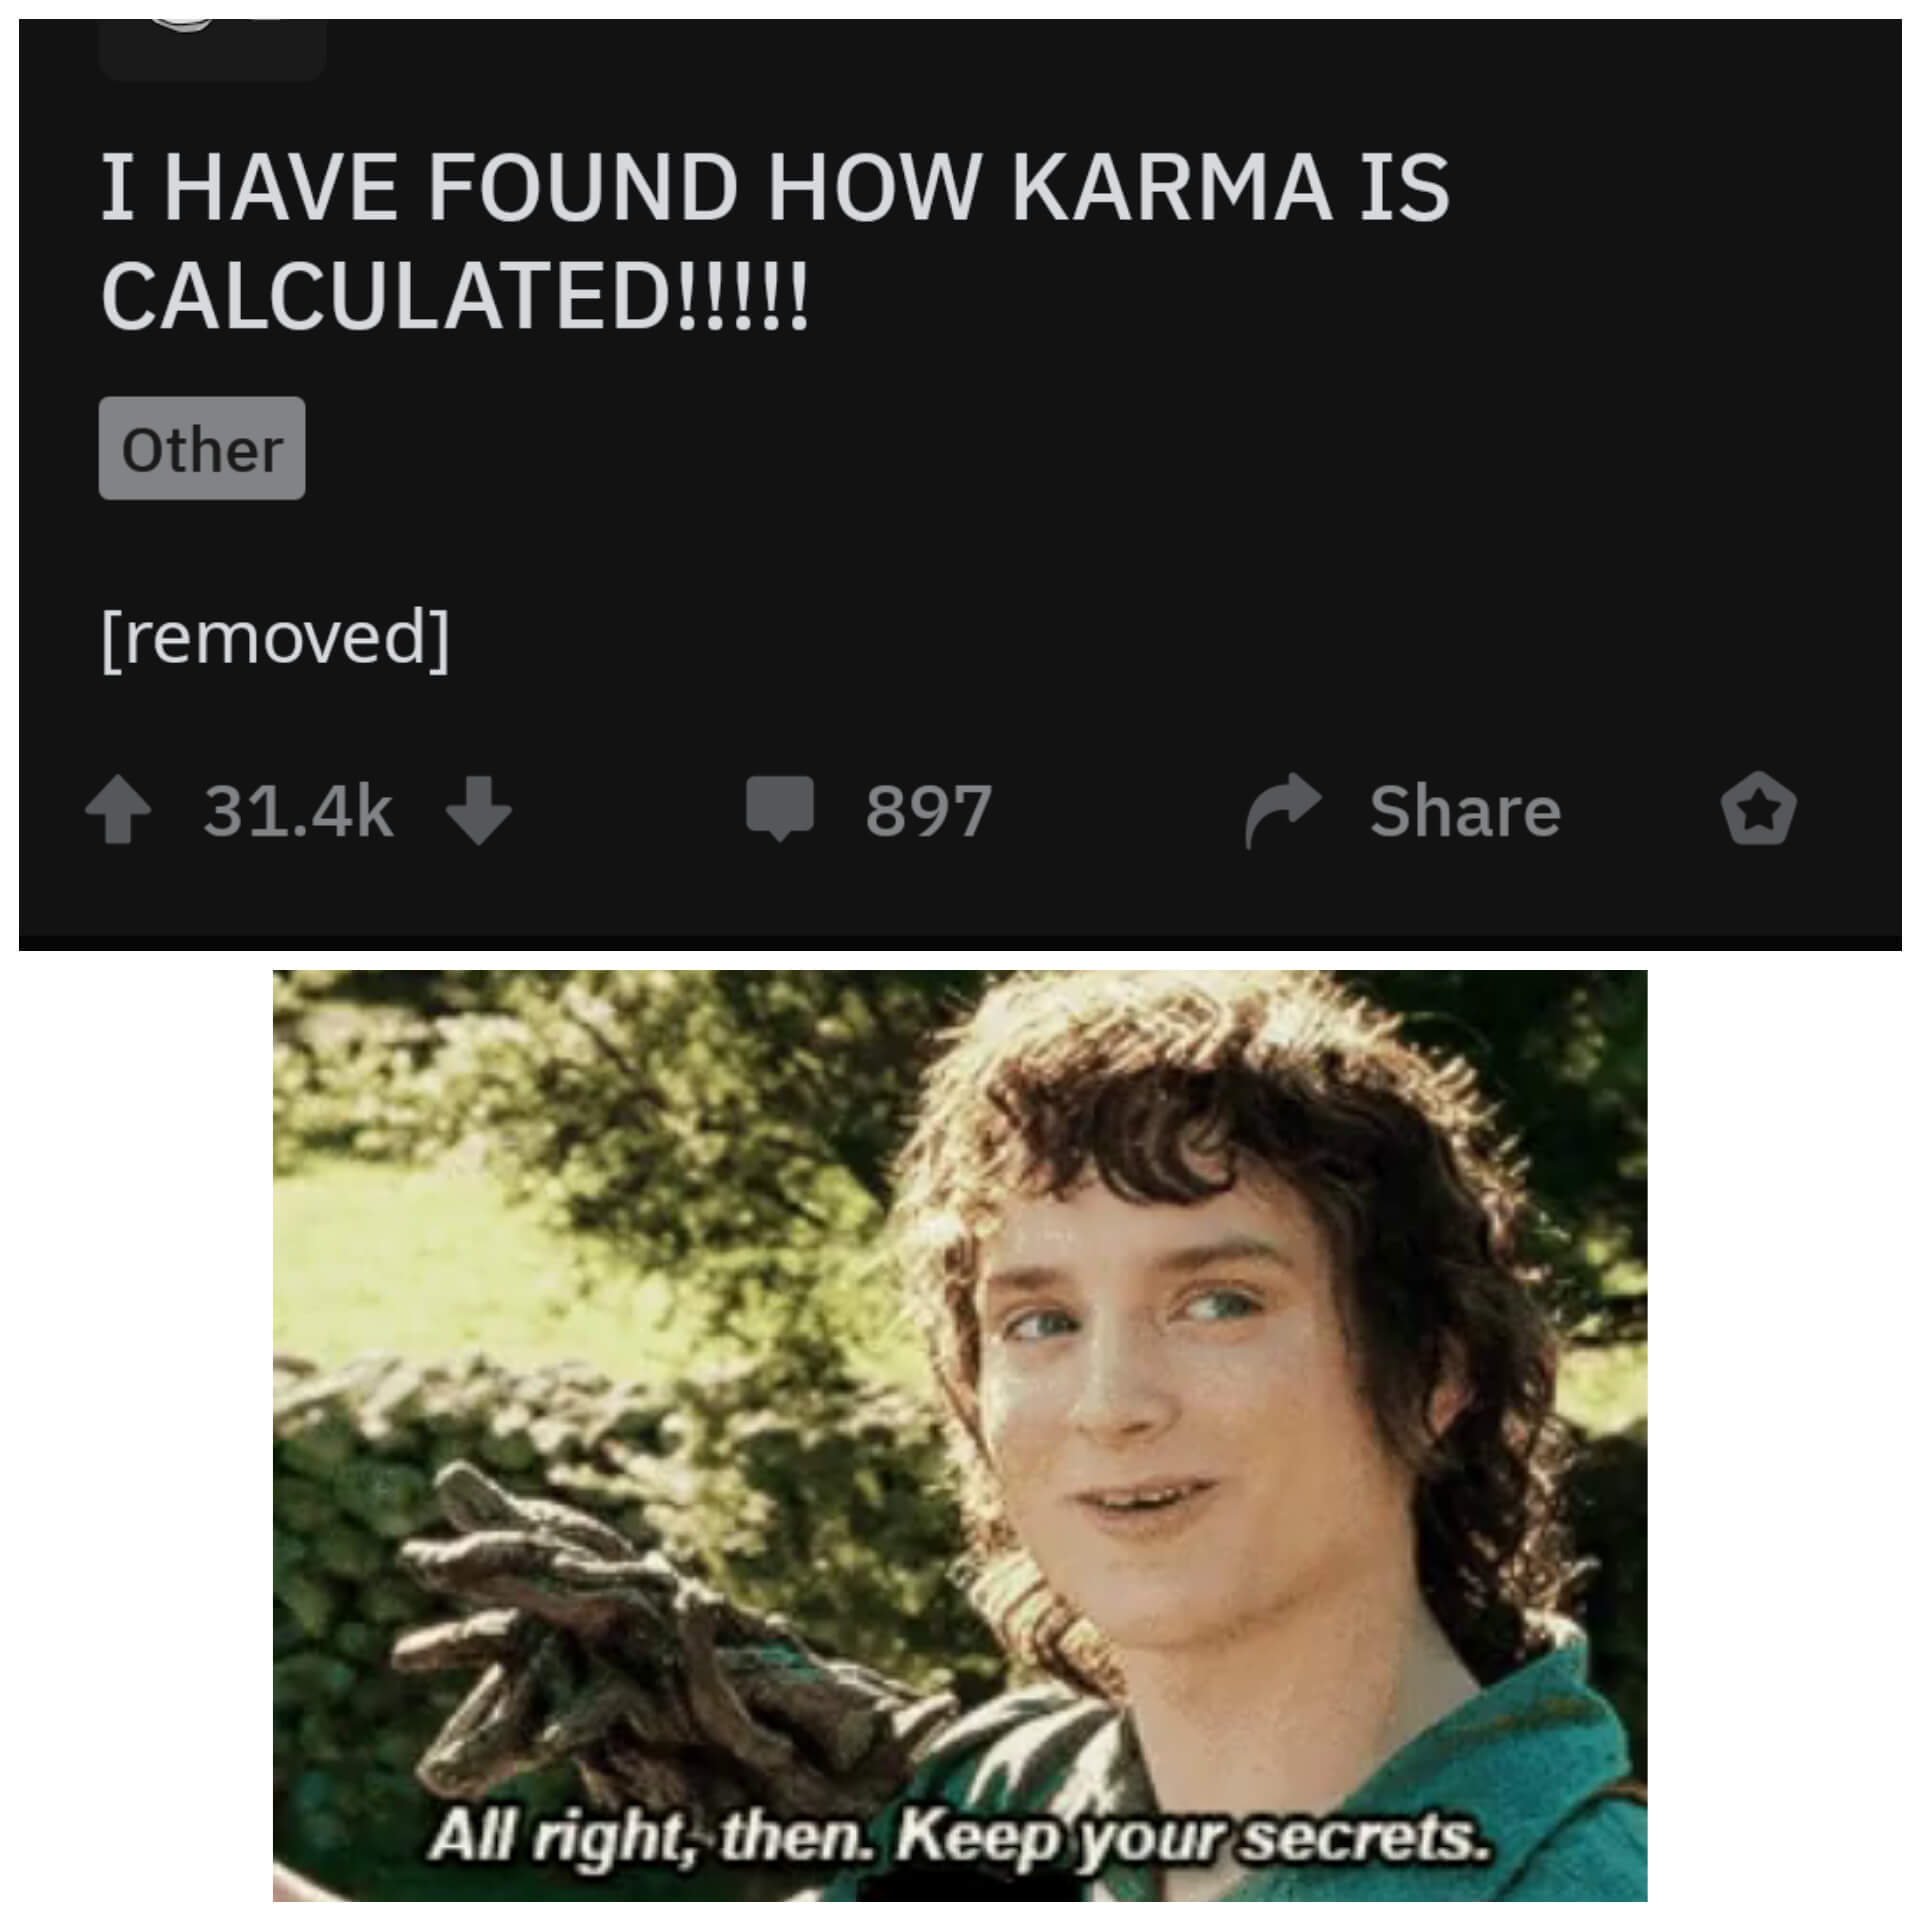 I HAVE FOUND HOW KARMA IS
CALCULATED!!!!!
Other
[removed]
31.4k
897
Share
All right, then. Keep your secrets.